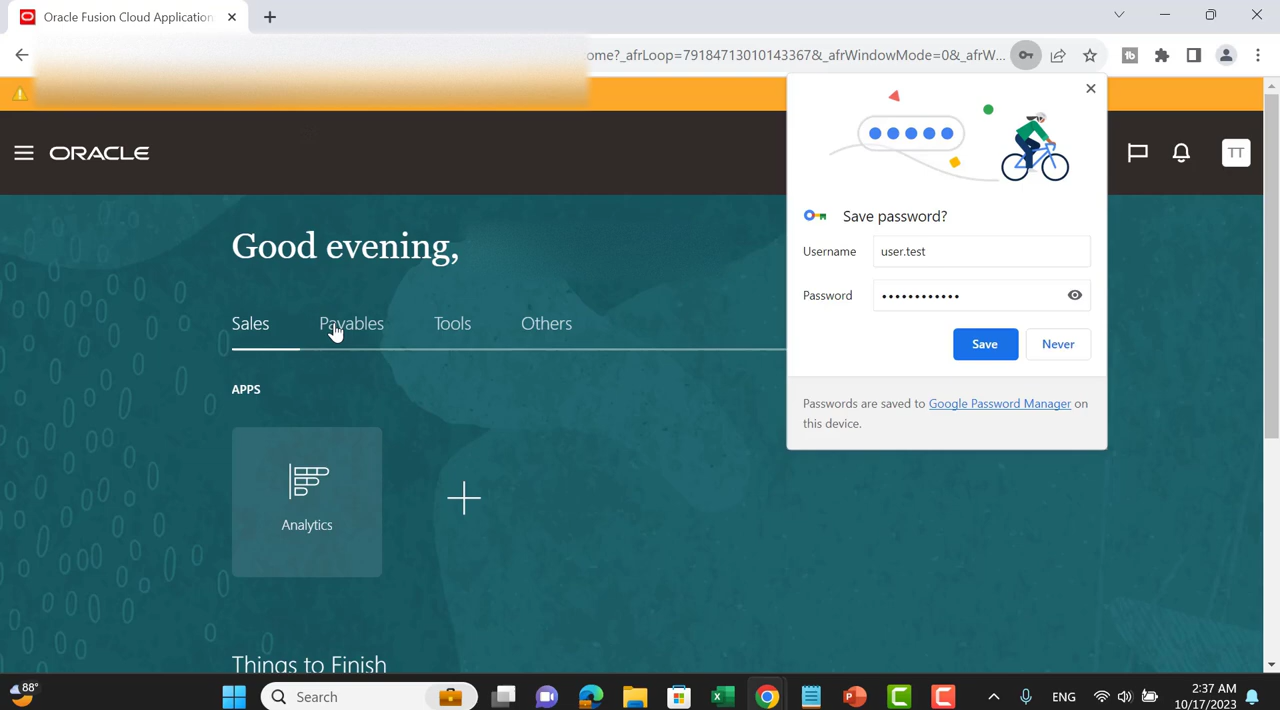 Oracle Fusion Cloud Application
ome?_afrLoop=79184713010143367&_afrWindowMode=0&_afrW...
ORACLE
TT
Good evening,
Sales Payables Tools Others
APPS
Analytics
Things to Finish
Save password?
Username user.test
Password ••••••••••••
Save Never
Passwords are saved to Google Password Manager on
this device.
88°
Search
ENG
2:37 AM
10/17/2023